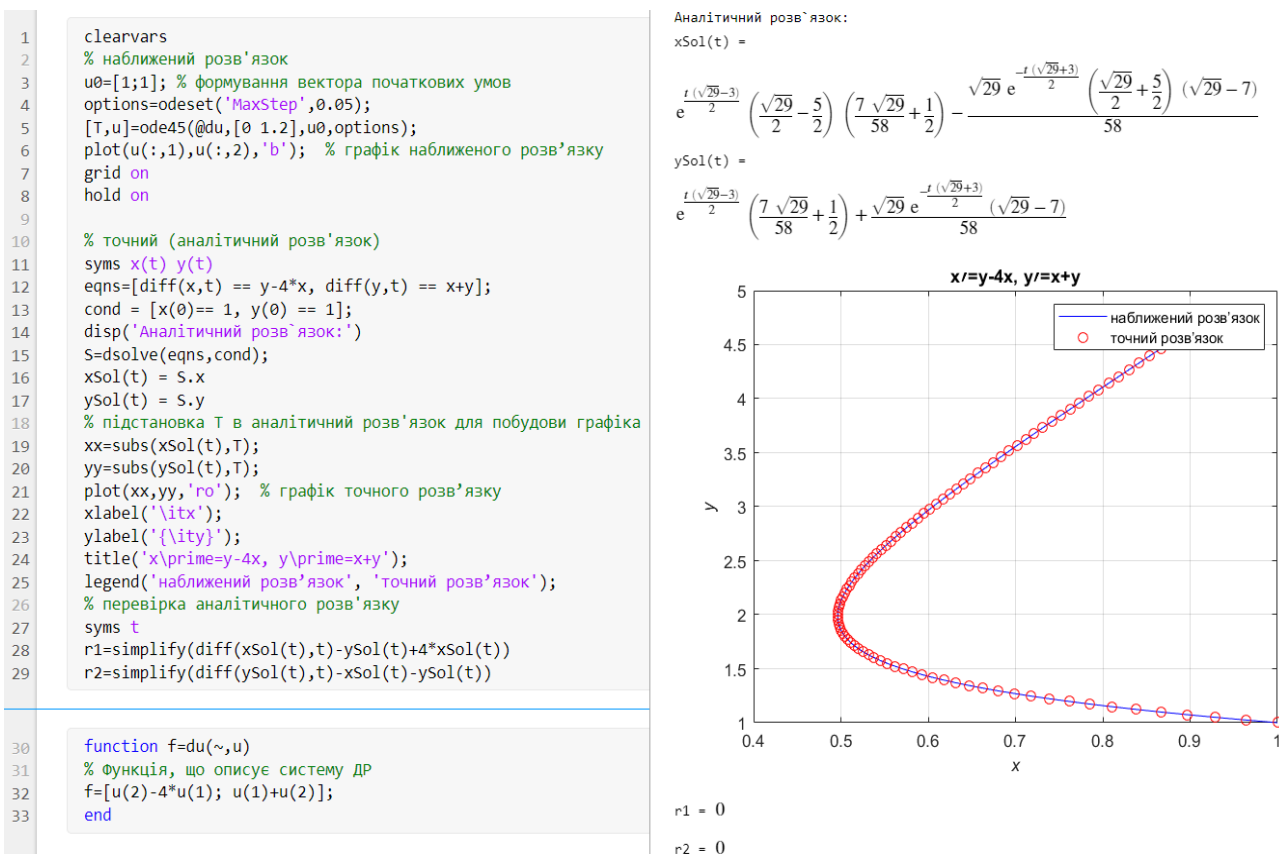 1 clearvars
2 % наближений розв'язок
3 u0=[1;1]; % формування вектора початкових умов
4 options=odeset('MaxStep',0.05);
5 [T,u]=ode45(@du,[0 1.2],u0,options);
6 plot(u(:,1),u(:,2),'b'); % графік наближеного розв’язку
7 grid on
8 hold on
9
10 % точний (аналітичний розв'язок)
11 syms x(t) y(t)
12 eqns=[diff(x,t) == y-4*x, diff(y,t) == x+y];
13 cond = [x(0)== 1, y(0) == 1];
14 disp('Аналітичний розв`язок:')
15 S=dsolve(eqns,cond);
16 xSol(t) = S.x
17 ySol(t) = S.y
18 % підстановка T в аналітичний розв'язок для побудови графіка
19 xx=subs(xSol(t),T);
20 yy=subs(ySol(t),T);
21 plot(xx,yy,'ro'); % графік точного розв’язку
22 xlabel('\itx');
23 ylabel('{\ity}');
24 title('x\prime=y-4x, y\prime=x+y');
25 legend('наближений розв’язок', 'точний розв’язок');
26 % перевірка аналітичного розв'язку
27 syms t
28 r1=simplify(diff(xSol(t),t)-ySol(t)+4*xSol(t))
29 r2=simplify(diff(ySol(t),t)-xSol(t)-ySol(t))
30 function f=du(~,u)
31 % Функція, що описує систему ДР
32 f=[u(2)-4*u(1); u(1)+u(2)];
33 end
Аналітичний розв`язок:
xSol(t) =
e^(t (√29−3)/2) (√29/2 − 5/2) (7 √29/58 + 1/2) − √29 e^(−t (√29+3)/2) (√29/2 + 5/2) (√29 − 7)/58
ySol(t) =
e^(t (√29−3)/2) (7 √29/58 + 1/2) + √29 e^(−t (√29+3)/2) (√29 − 7)/58
x′=y-4x, y′=x+y
наближений розв’язок
точний розв’язок
5
4.5
4
3.5
3
2.5
2
1.5
1
y
0.4 0.5 0.6 0.7 0.8 0.9 1
x
r1 = 0
r2 = 0